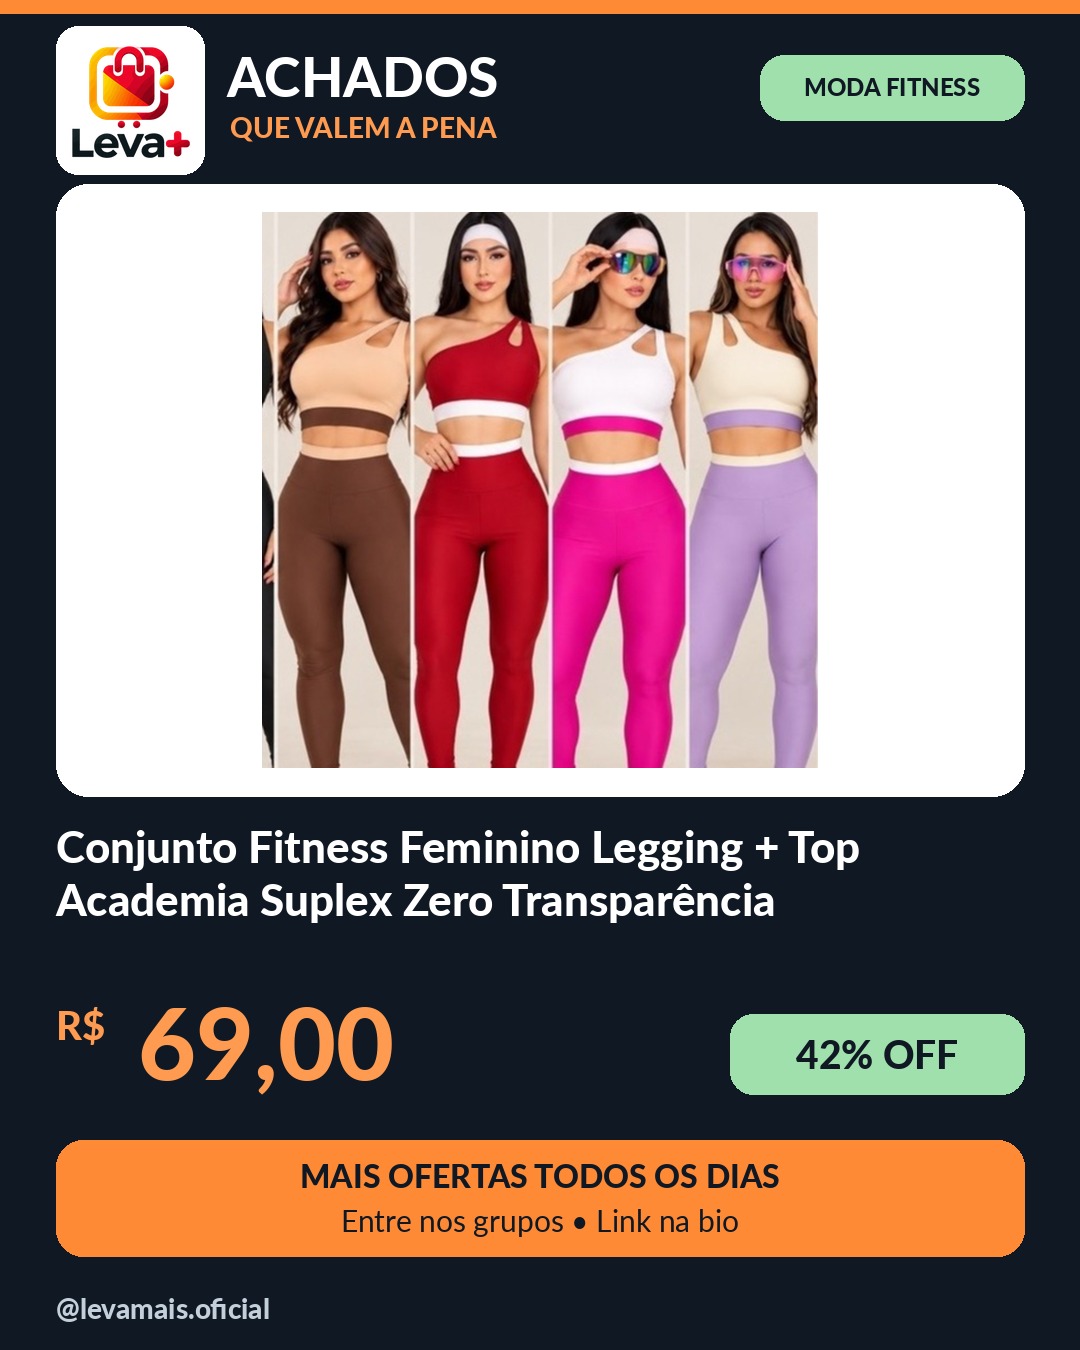 Leva+
ACHADOS
QUE VALEM A PENA
MODA FITNESS
Conjunto Fitness Feminino Legging + Top
Academia Suplex Zero Transparência
R$ 69,00
42% OFF
MAIS OFERTAS TODOS OS DIAS
Entre nos grupos • Link na bio
@levamais.oficial